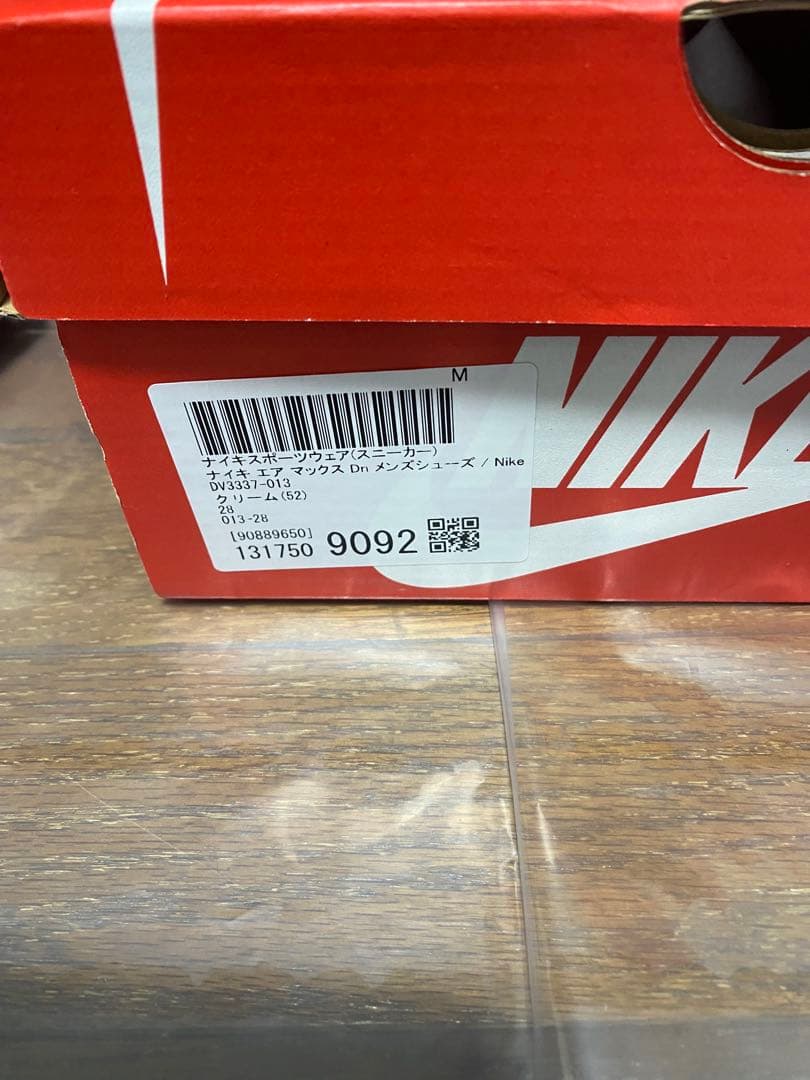 NIKE
M
ナイキスポーツウェア(スニーカー)
ナイキ エア マックス Dn メンズシューズ / Nike
DV3337-013
クリーム(52)
28
013-28
[90889650]
131750 9092